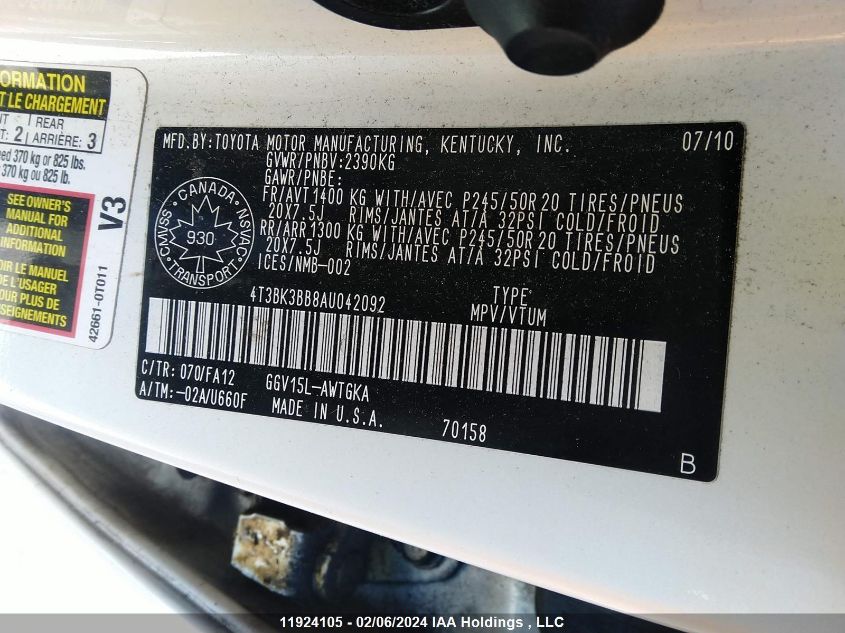 ORMATION
T LE CHARGEMENT
NT
: 2
REAR
ARRIÈRE: 3
ed 370 kg or 825 lbs.
370 kg ou 825 lb.
SEE OWNER'S
MANUAL FOR
ADDITIONAL
INFORMATION
OIR LE MANUEL
OUR PLUS DE
NSEIGNEMENTS
V3
42661-0T011
MFD.BY:TOYOTA MOTOR MANUFACTURING, KENTUCKY, INC. 07/10
GVWR/PNBV:2390KG
GAWR/PNBE:
FR/AVT1400 KG WITH/AVEC P245/50R20 TIRES/PNEUS
20X7.5J RIMS/JANTES AT/A 32PSI COLD/FROID
RR/ARR1300 KG WITH/AVEC P245/50R20 TIRES/PNEUS
20X7.5J RIMS/JANTES AT/A 32PSI COLD/FROID
ICES/NMB-002
CANADA
CMVSS 930 NSVAC
TRANSPORT
4T3BK3BB8AU042092 TYPE
MPV/VTUM
C/TR: 070/FA12 GGV15L-AWTGKA
A/TM:-02A/U660F MADE IN U.S.A. 70158
B
11924105 - 02/06/2024 IAA Holdings , LLC